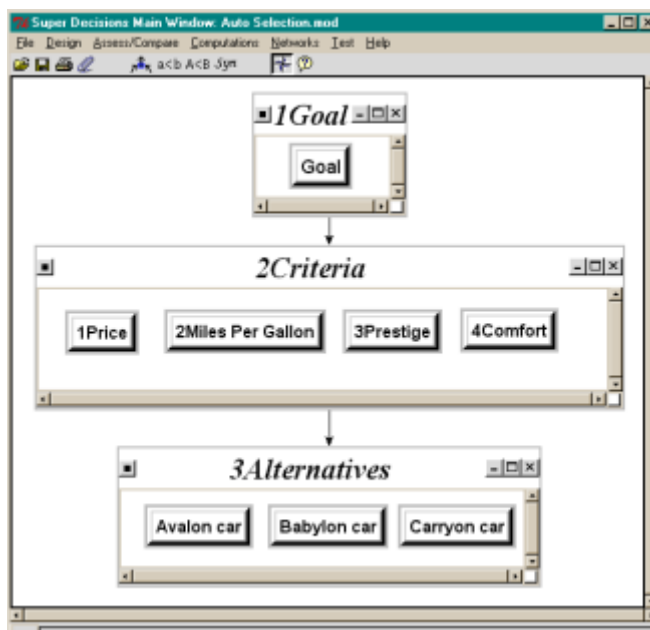 Super Decisions Main Window: Auto Selection.mod
File Design Assess/Compare Computations Networks Test Help
a<b A<B Syn
1Goal
Goal
2Criteria
1Price 2Miles Per Gallon 3Prestige 4Comfort
3Alternatives
Avalon car Babylon car Carryon car